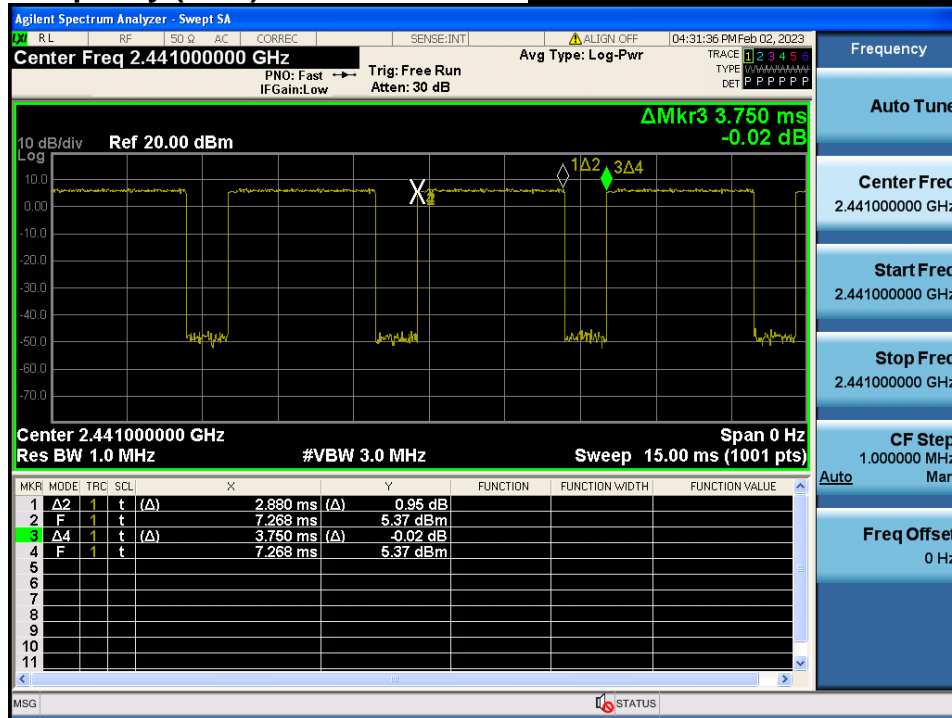 Agilent Spectrum Analyzer - Swept SA
LXI RL RF 50 Ω AC CORREC SENSE:INT ALIGN OFF 04:31:36 PM Feb 02, 2023
Center Freq 2.441000000 GHz
PNO: Fast
IFGain:Low
Trig: Free Run
Atten: 30 dB
Avg Type: Log-Pwr
TRACE 1 2 3 4 5 6
TYPE
DET P P P P P P
ΔMkr3 3.750 ms
-0.02 dB
10 dB/div Ref 20.00 dBm
Log
1Δ2 3Δ4
10.0
X
0.00
-10.0
-20.0
-30.0
-40.0
-50.0
-60.0
-70.0
Center 2.441000000 GHz Span 0 Hz
Res BW 1.0 MHz #VBW 3.0 MHz Sweep 15.00 ms (1001 pts)
MKR MODE TRC SCL X Y FUNCTION FUNCTION WIDTH FUNCTION VALUE
1 Δ2 1 t (Δ) 2.880 ms (Δ) 0.95 dB
2 F 1 t 7.268 ms 5.37 dBm
3 Δ4 1 t (Δ) 3.750 ms (Δ) -0.02 dB
4 F 1 t 7.268 ms 5.37 dBm
5
6
7
8
9
10
11
MSG STATUS
Frequency
Auto Tune
Center Freq
2.441000000 GHz
Start Freq
2.441000000 GHz
Stop Freq
2.441000000 GHz
CF Step
1.000000 MHz
Auto Man
Freq Offset
0 Hz